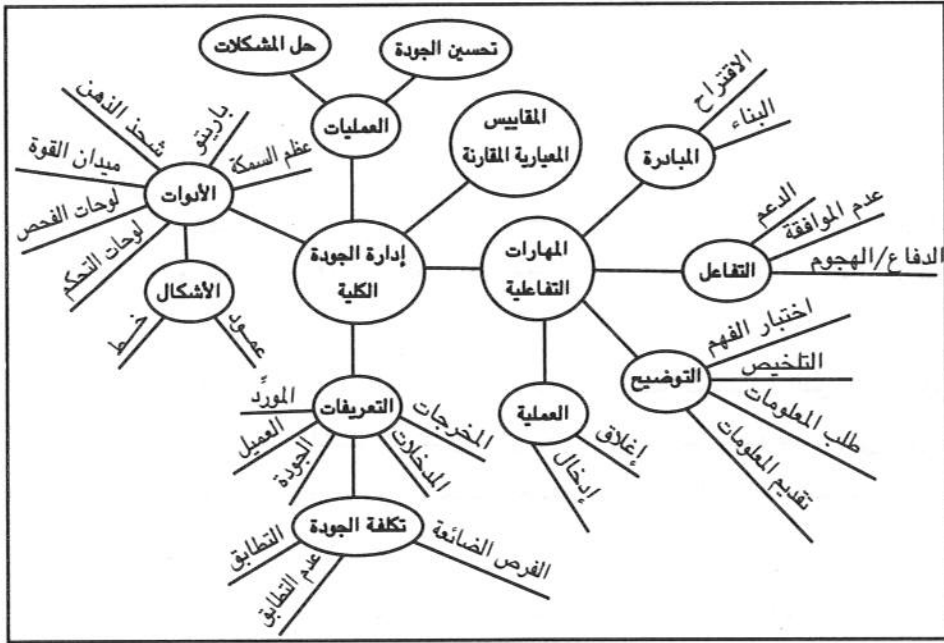 حل المشكلات
تحسين الجودة
العمليات
المقاييس
المعيارية المقارنة
الاقتراح
البناء
المبادرة
شحذ الذهن
باريتو
عظم السمكة
ميدان القوة
الأدوات
لوحات الفحص
لوحات التحكم
الأشكال
خط
عمود
إدارة الجودة
الكلية
المهارات
التفاعلية
الدعم
عدم الموافقة
التفاعل
الدفاع/الهجوم
اختبار الفهم
التوضيح
التلخيص
طلب المعلومات
تقديم المعلومات
العملية
إغلاق
إدخال
التعريفات
المورِّد
العميل
الجودة
المدخلات
المخرجات
تكلفة الجودة
التطابق
عدم التطابق
الفرص الضائعة